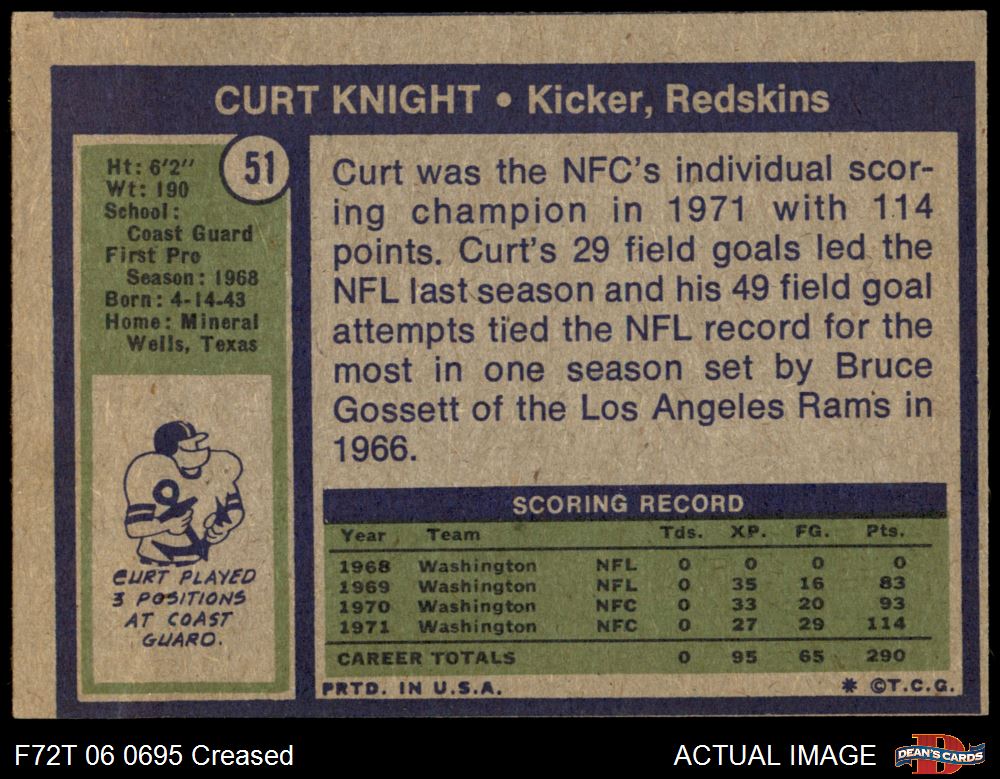 CURT KNIGHT • Kicker, Redskins
51
Ht: 6'2"
Wt: 190
School:
Coast Guard
First Pro
Season: 1968
Born: 4-14-43
Home: Mineral
Wells, Texas
CURT PLAYED
3 POSITIONS
AT COAST
GUARD.
Curt was the NFC's individual scor-
ing champion in 1971 with 114
points. Curt's 29 field goals led the
NFL last season and his 49 field goal
attempts tied the NFL record for the
most in one season set by Bruce
Gossett of the Los Angeles Rams in
1966.
SCORING RECORD
Year Team Tds. XP. FG. Pts.
1968 Washington NFL 0 0 0 0
1969 Washington NFL 0 35 16 83
1970 Washington NFC 0 33 20 93
1971 Washington NFC 0 27 29 114
CAREER TOTALS 0 95 65 290
PRTD. IN U.S.A. * ©T.C.G.
F72T 06 0695 Creased ACTUAL IMAGE DEAN'S CARDS